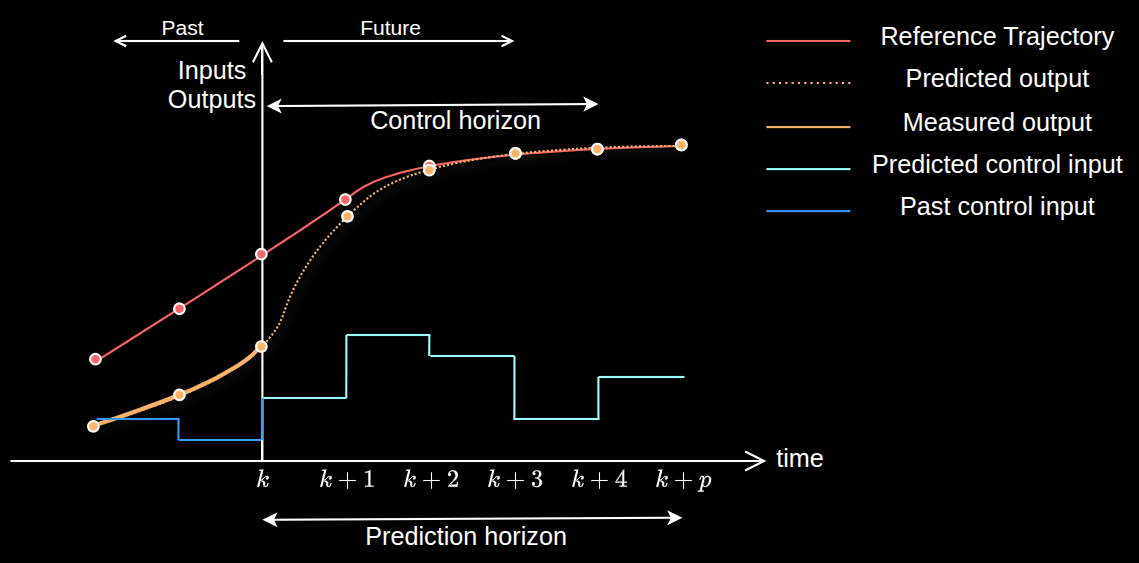 Past
Future
Inputs
Outputs
Control horizon
Reference Trajectory
Predicted output
Measured output
Predicted control input
Past control input
time
k
k + 1
k + 2
k + 3
k + 4
k + p
Prediction horizon